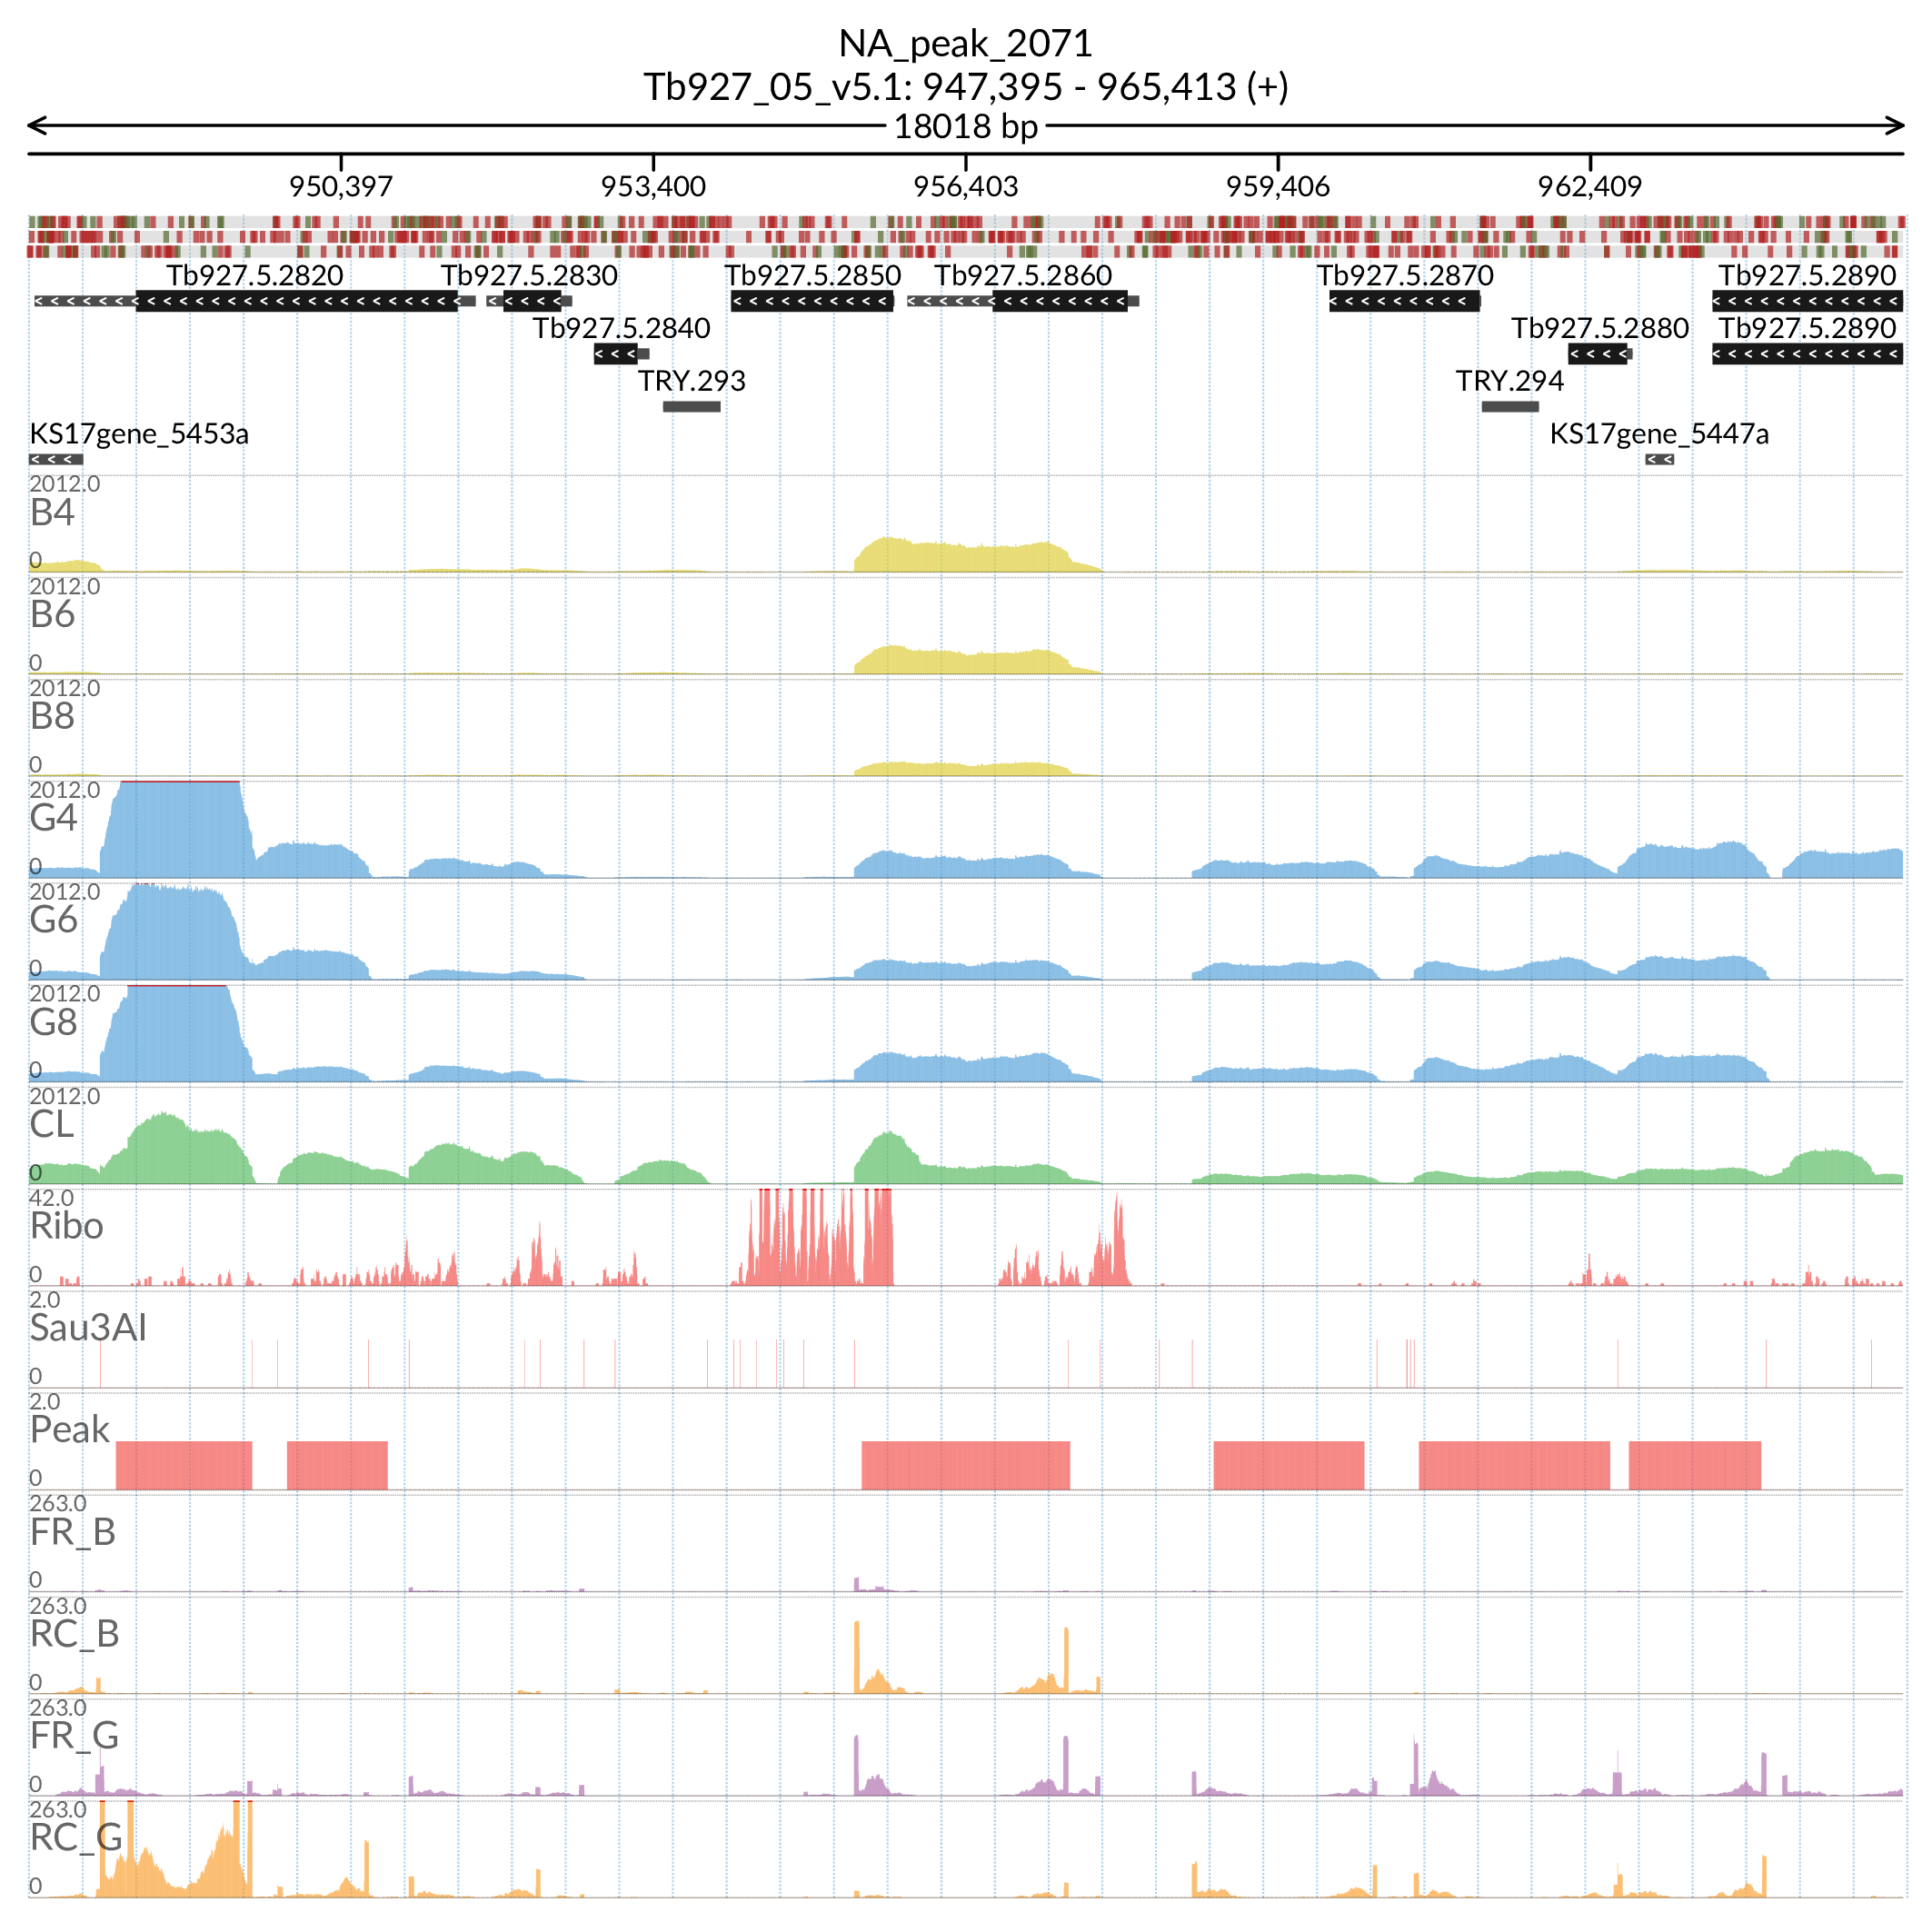 NA_peak_2071
Tb927_05_v5.1: 947,395 - 965,413 (+)
18018 bp
950,397 953,400 956,403 959,406 962,409
Tb927.5.2820 Tb927.5.2830 Tb927.5.2850 Tb927.5.2860 Tb927.5.2870 Tb927.5.2890
Tb927.5.2840 Tb927.5.2880 Tb927.5.2890
TRY.293 TRY.294
KS17gene_5453a KS17gene_5447a
2012.0
B4
0
2012.0
B6
0
2012.0
B8
0
2012.0
G4
0
2012.0
G6
0
2012.0
G8
0
2012.0
CL
0
42.0
Ribo
0
2.0
Sau3AI
0
2.0
Peak
0
263.0
FR_B
0
263.0
RC_B
0
263.0
FR_G
0
263.0
RC_G
0